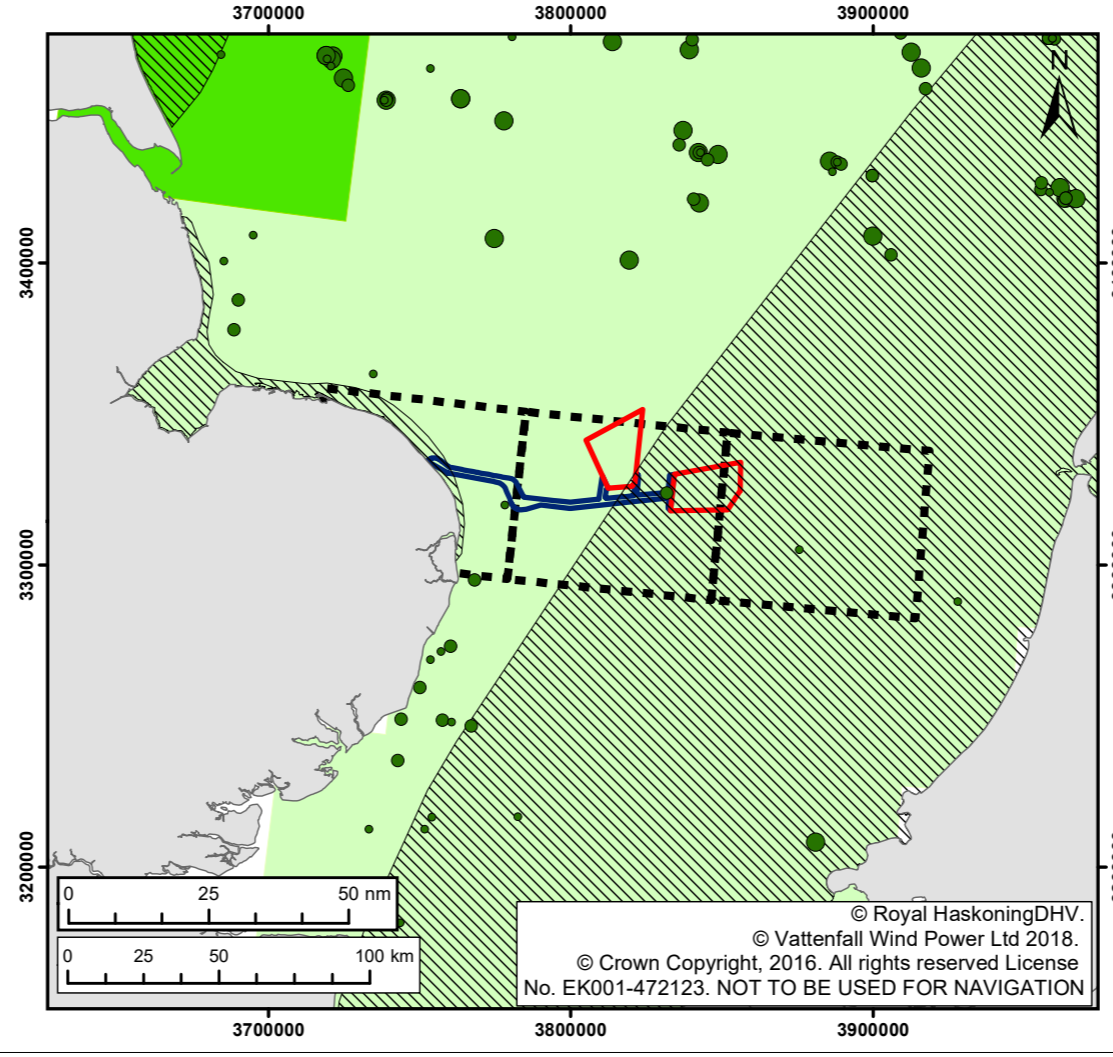 3700000 3800000 3900000
N
3400000
3300000
3200000
0 25 50 nm
0 25 50 100 km
© Royal HaskoningDHV.
© Vattenfall Wind Power Ltd 2018.
© Crown Copyright, 2016. All rights reserved License
No. EK001-472123. NOT TO BE USED FOR NAVIGATION
3700000 3800000 3900000